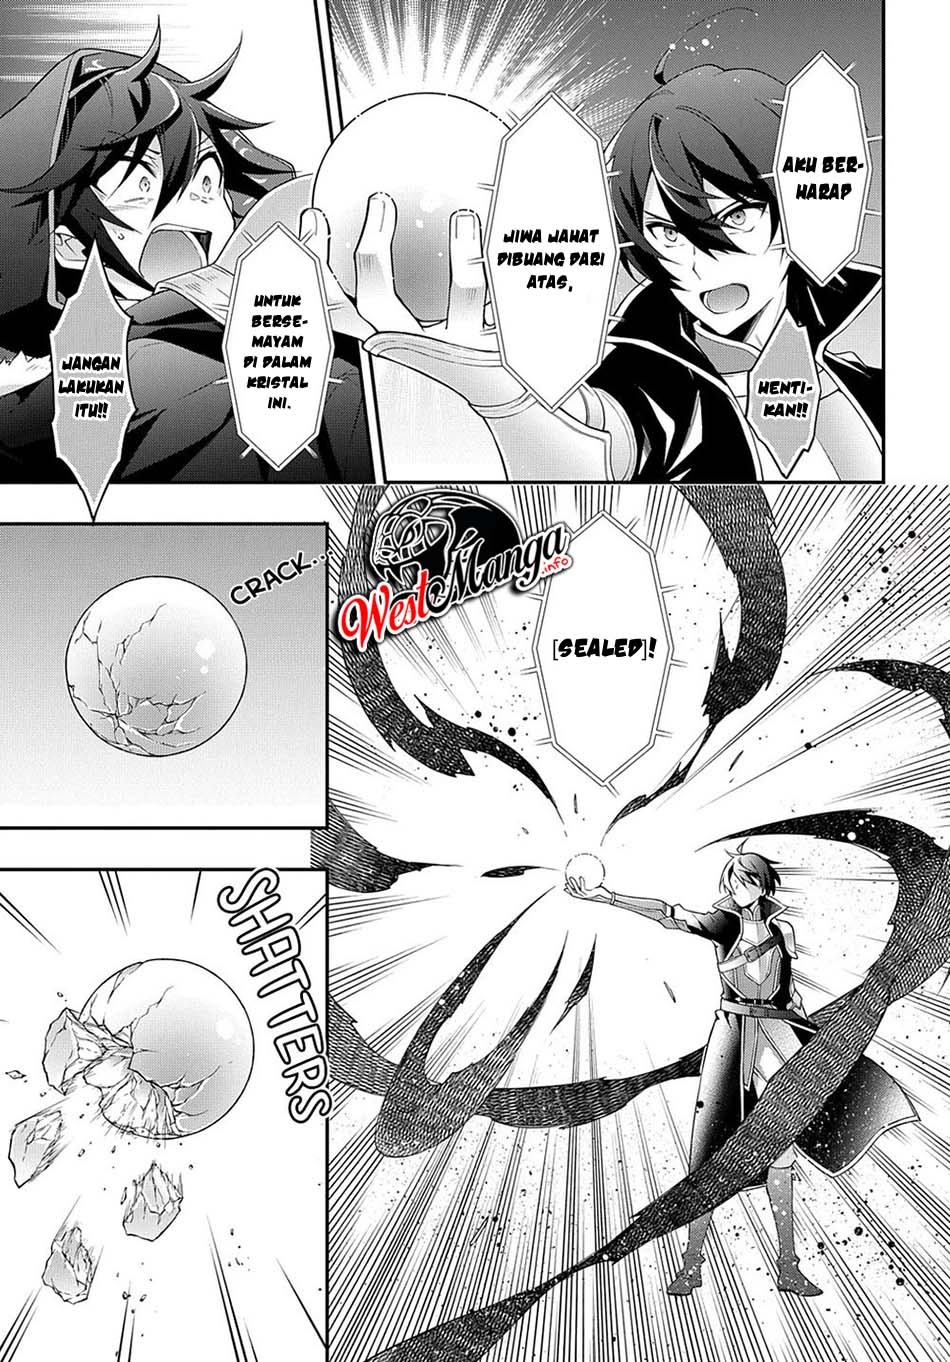 AKU BER-
HARAP
JIWA JAHAT
DIBUANG DARI
ATAS,
HENTI-
KAN!!
UNTUK
BERSE-
MAYAM
DI DALAM
KRISTAL
INI.
JANGAN
LAKUKAN
ITU!!
[SEALED]!
WestManga
.info
CRACK...
SHATTERS